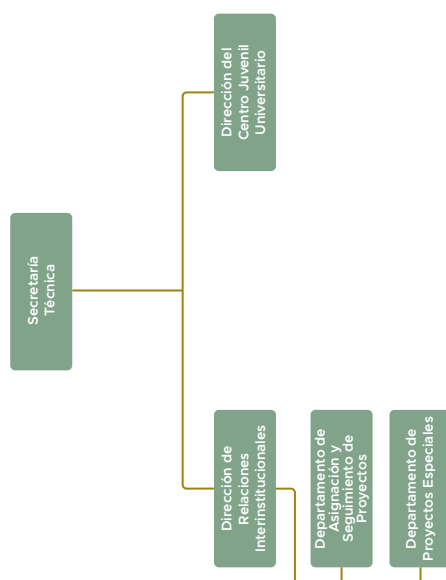 Secretaría
Técnica
Dirección de
Relaciones
Interinstitucionales
Dirección del
Centro Juvenil
Universitario
Departamento de
Asignación y
Seguimiento de
Proyectos
Departamento de
Proyectos Especiales